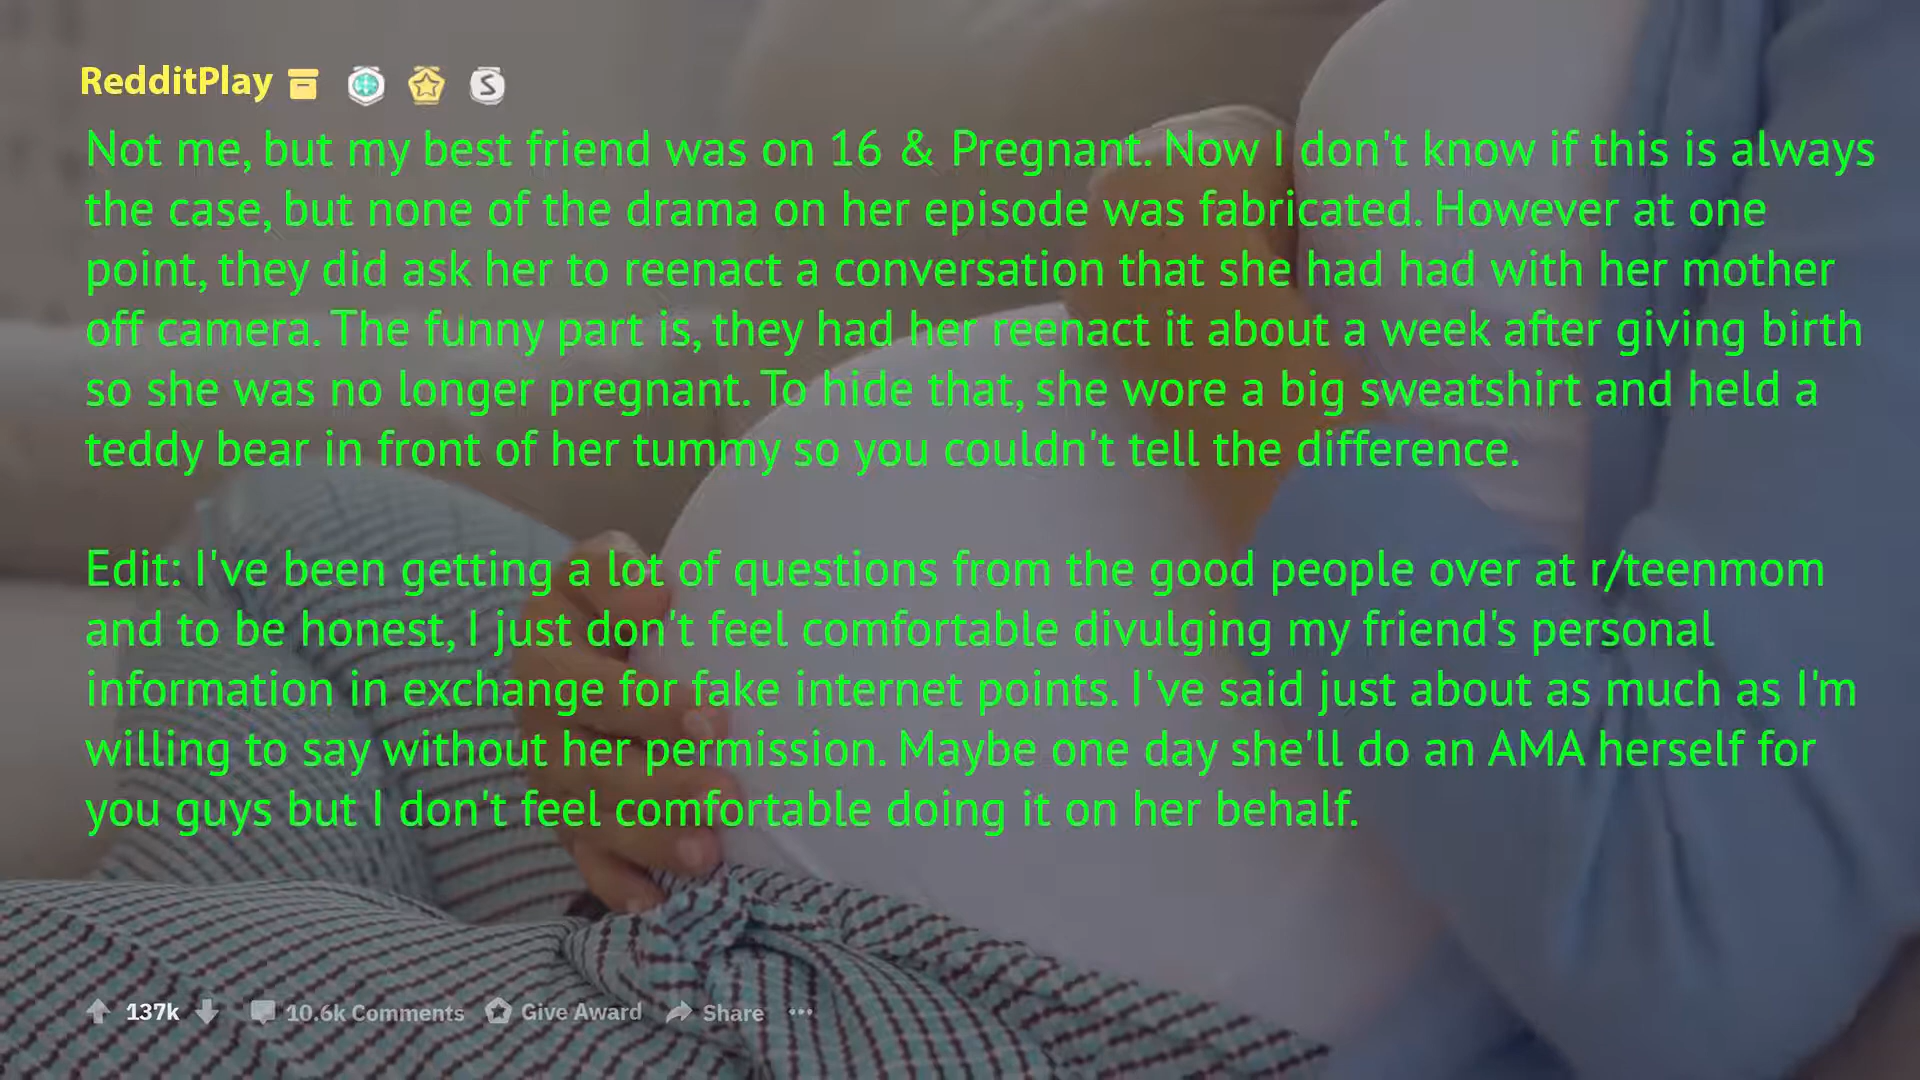 RedditPlay
Not me, but my best friend was on 16 & Pregnant. Now I don't know if this is always
the case, but none of the drama on her episode was fabricated. However at one
point, they did ask her to reenact a conversation that she had had with her mother
off camera. The funny part is, they had her reenact it about a week after giving birth
so she was no longer pregnant. To hide that, she wore a big sweatshirt and held a
teddy bear in front of her tummy so you couldn't tell the difference.
Edit: I've been getting a lot of questions from the good people over at r/teenmom
and to be honest, I just don't feel comfortable divulging my friend's personal
information in exchange for fake internet points. I've said just about as much as I'm
willing to say without her permission. Maybe one day she'll do an AMA herself for
you guys but I don't feel comfortable doing it on her behalf.
137k 10.6k Comments Give Award Share ...